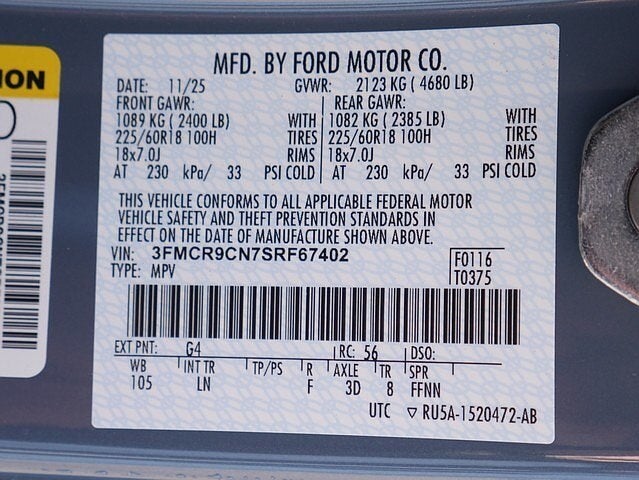 MFD. BY FORD MOTOR CO.
DATE: 11/25 GVWR: 2123 KG ( 4680 LB)
FRONT GAWR: REAR GAWR:
1089 KG ( 2400 LB) WITH 1082 KG ( 2385 LB) WITH
225/60R18 100H TIRES 225/60R18 100H TIRES
18x7.0J RIMS 18x7.0J RIMS
AT 230 kPa/ 33 PSI COLD AT 230 kPa/ 33 PSI COLD
THIS VEHICLE CONFORMS TO ALL APPLICABLE FEDERAL MOTOR
VEHICLE SAFETY AND THEFT PREVENTION STANDARDS IN
EFFECT ON THE DATE OF MANUFACTURE SHOWN ABOVE.
VIN: 3FMCR9CN7SRF67402 F0116
TYPE: MPV T0375
EXT PNT: G4 RC: 56 DSO:
WB INT TR TP/PS R AXLE TR SPR
105 LN F 3D 8 FFNN
UTC ▽ RU5A-1520472-AB
ION